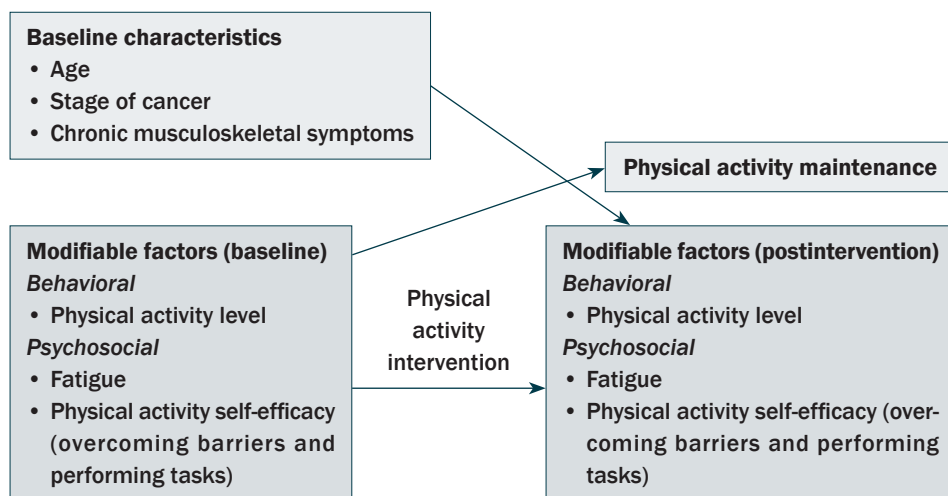 Baseline characteristics
• Age
• Stage of cancer
• Chronic musculoskeletal symptoms
Physical activity maintenance
Modifiable factors (baseline)
Behavioral
• Physical activity level
Psychosocial
• Fatigue
• Physical activity self-efficacy
(overcoming barriers and
performing tasks)
Physical
activity
intervention
Modifiable factors (postintervention)
Behavioral
• Physical activity level
Psychosocial
• Fatigue
• Physical activity self-efficacy (over-
coming barriers and performing
tasks)